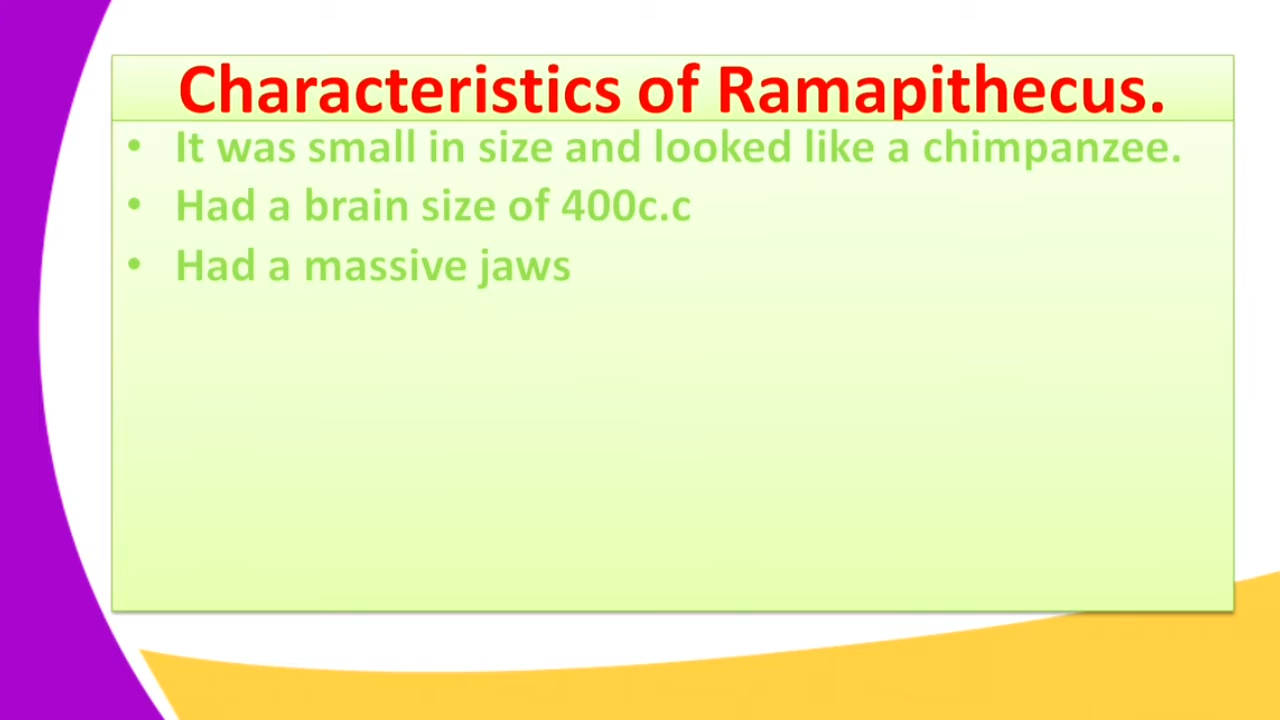 Characteristics of Ramapithecus.
• It was small in size and looked like a chimpanzee.
• Had a brain size of 400c.c
• Had a massive jaws